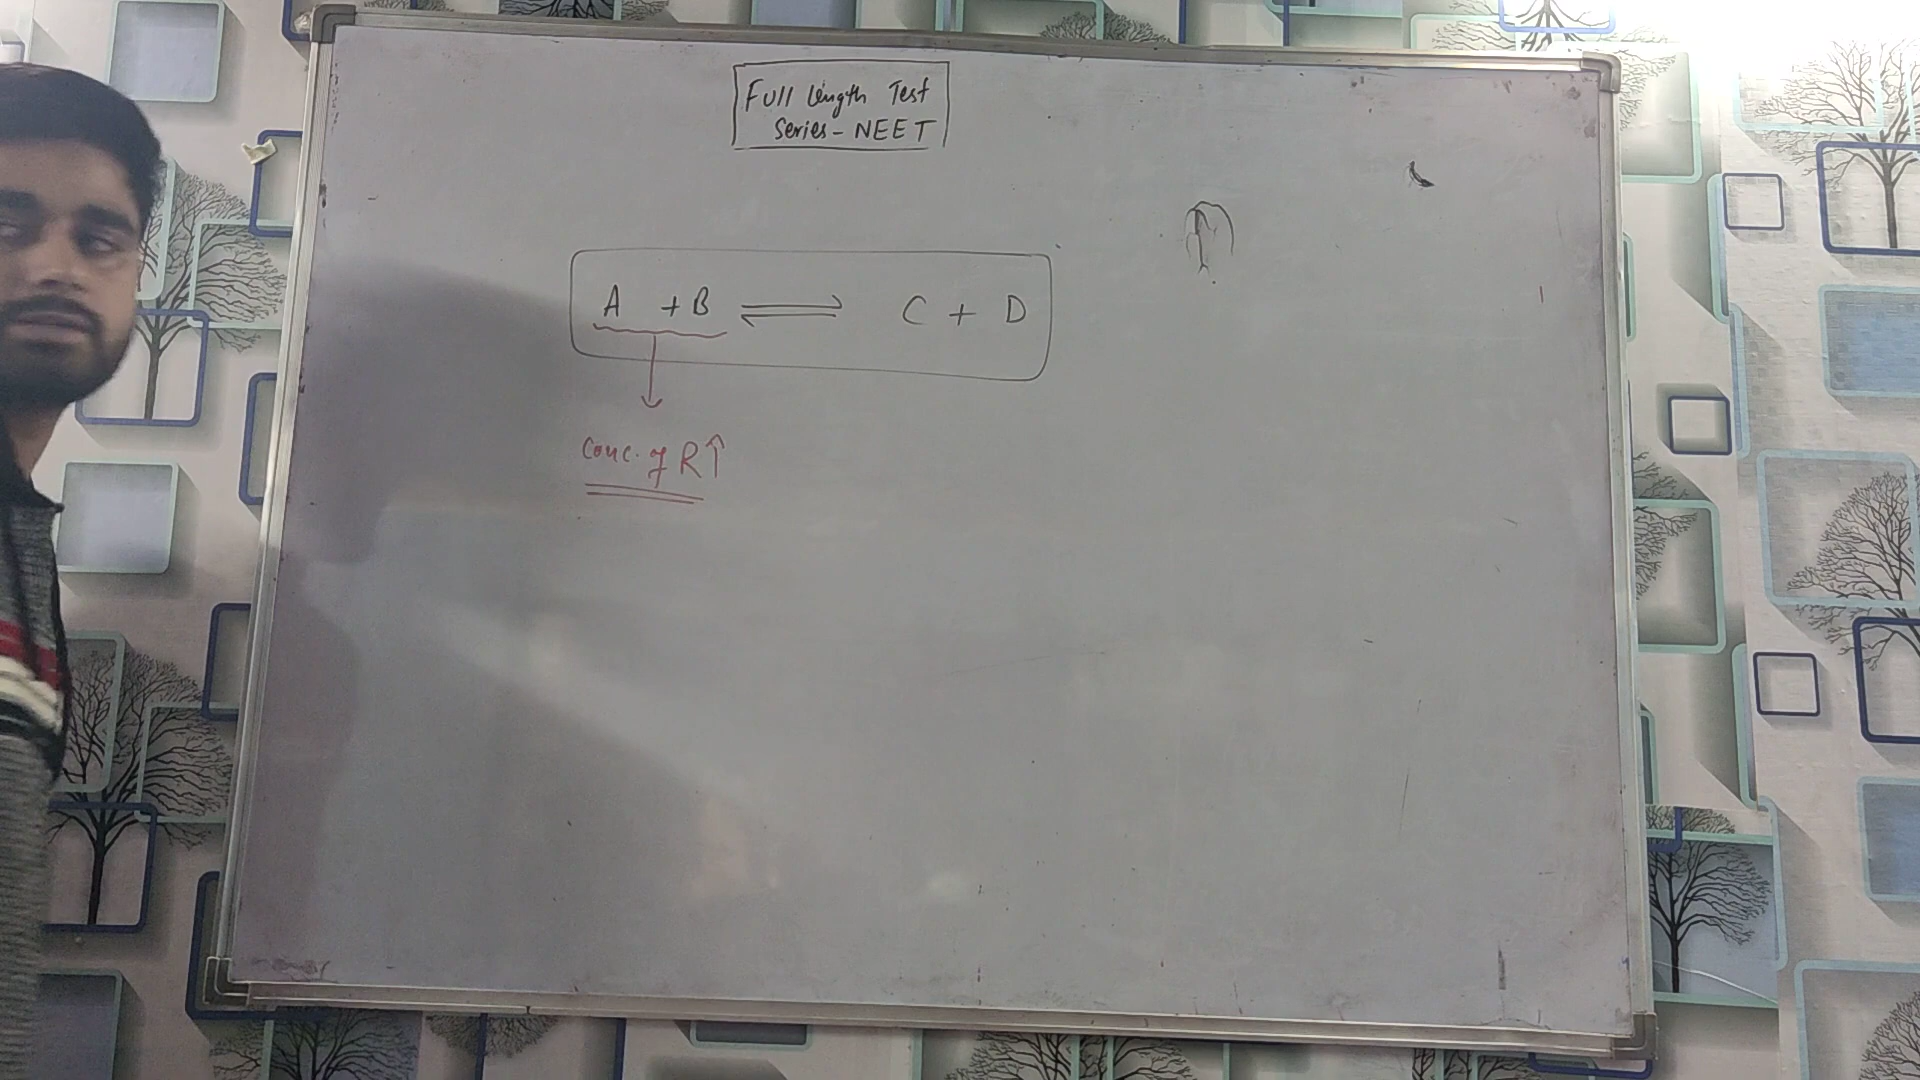 Full length Test
Series - NEET
A + B ⇌ C + D
Conc. of R↑